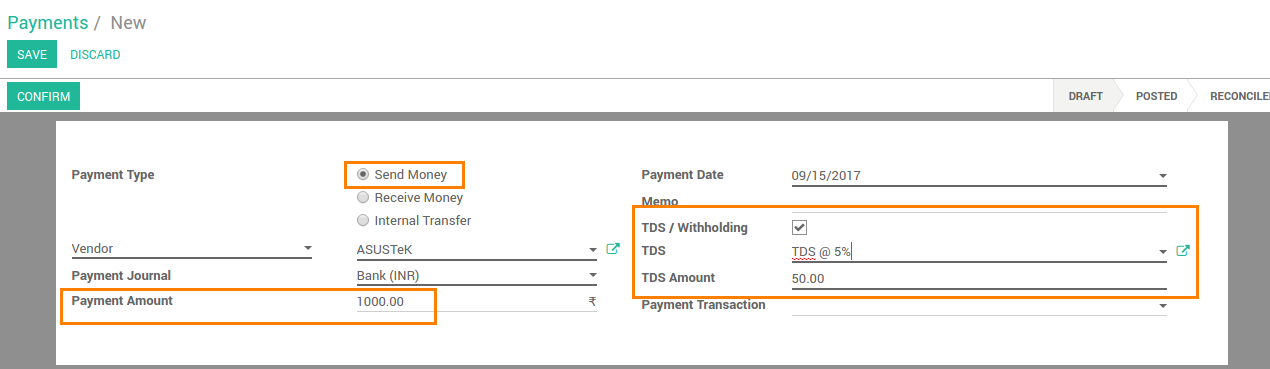 Payments / New
SAVE DISCARD
CONFIRM DRAFT POSTED RECONCILE
Payment Type Send Money Payment Date 09/15/2017
Receive Money Memo
Internal Transfer TDS / Withholding
Vendor ASUSTeK TDS TDS @ 5%
Payment Journal Bank (INR) TDS Amount 50.00
Payment Amount 1000.00 ₹ Payment Transaction